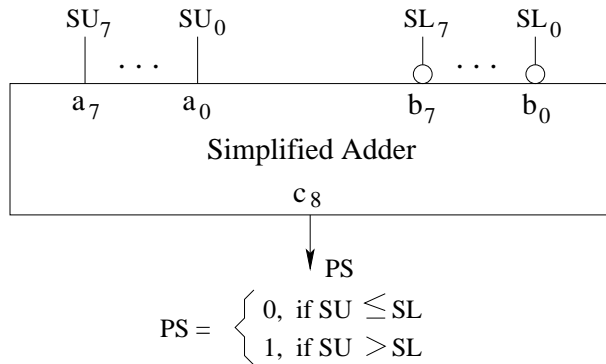 SU₇ SU₀ SL₇ SL₀
. . . . . .
a₇ a₀ b₇ b₀
Simplified Adder
c₈
PS
PS = { 0, if SU ≤ SL
1, if SU > SL